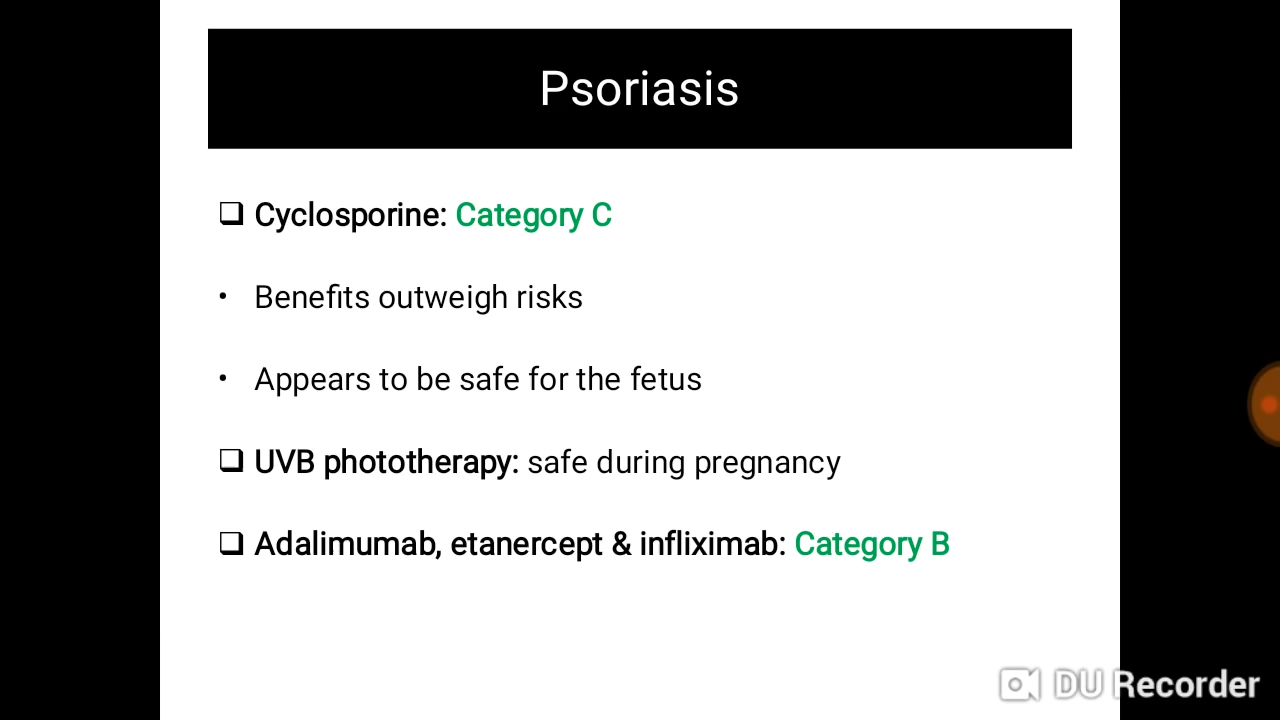 Psoriasis
❑ Cyclosporine: Category C
• Benefits outweigh risks
• Appears to be safe for the fetus
❑ UVB phototherapy: safe during pregnancy
❑ Adalimumab, etanercept & infliximab: Category B
DU Recorder